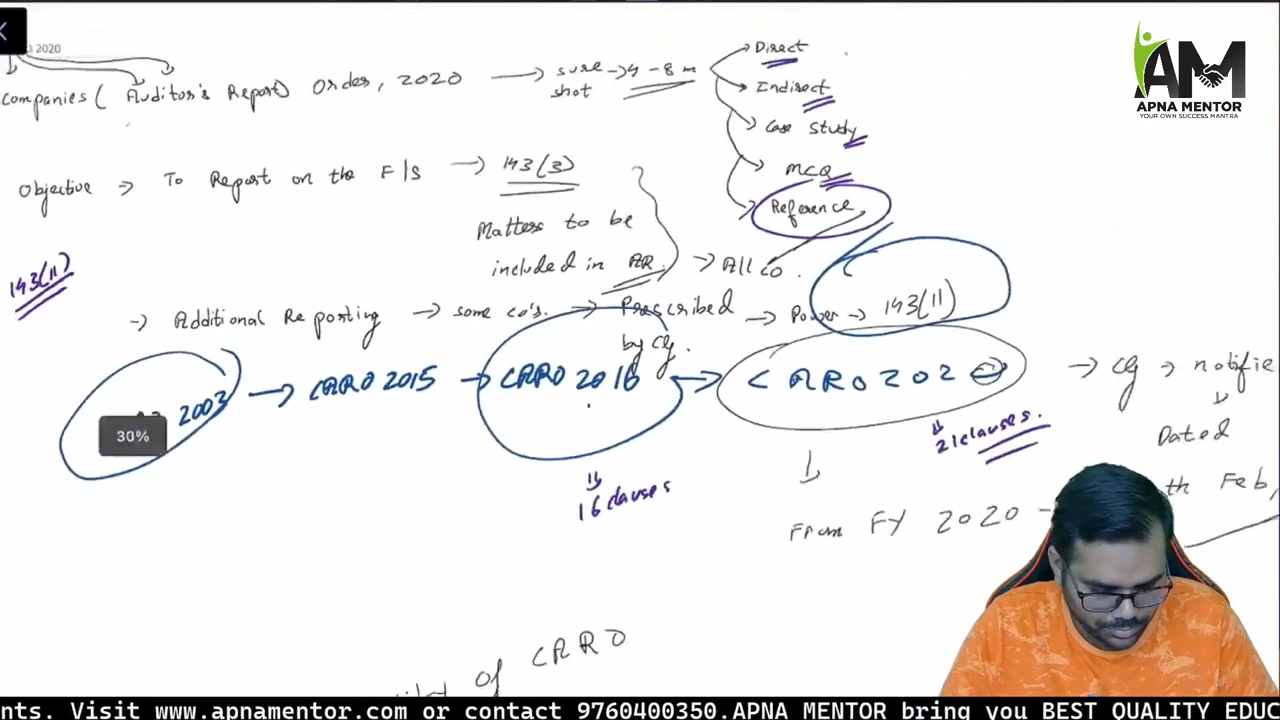 2020
AM
APNA MENTOR
YOUR OWN SUCCESS MANTRA
Companies ( Auditor's Report) Order, 2020 → sure shot → 4 - 8 m
Direct
Indirect
Case Study
MCQ
Reference
Objective ⇒ To Report on the F/S → 143(3)
Matters to be
included in AR → All co.
143(11)
→ Additional Reporting → some co's. → Prescribed by CG. → Power → 143(11)
2003 → CARO 2015 → CARO 2016 → CARO 2020 → CG → notifie
30%
16 clauses
21 clauses.
Dated
th Feb,
From FY 2020 -
of CARO
nts. Visit www.apnamentor.com or contact 9760400350.APNA MENTOR bring you BEST QUALITY EDUC